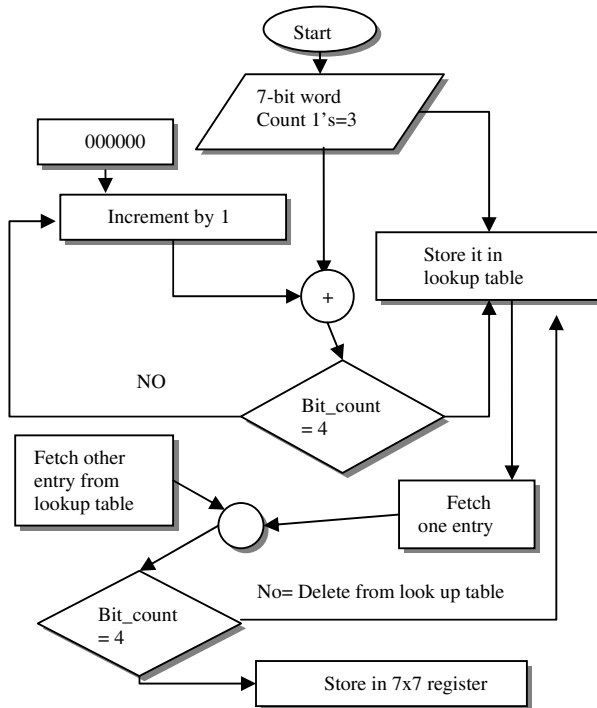 Start
7-bit word
Count 1's=3
000000
Increment by 1
Store it in
lookup table
+
NO
Bit_count
= 4
Fetch other
entry from
lookup table
Fetch
one entry
No= Delete from look up table
Bit_count
= 4
Store in 7x7 register